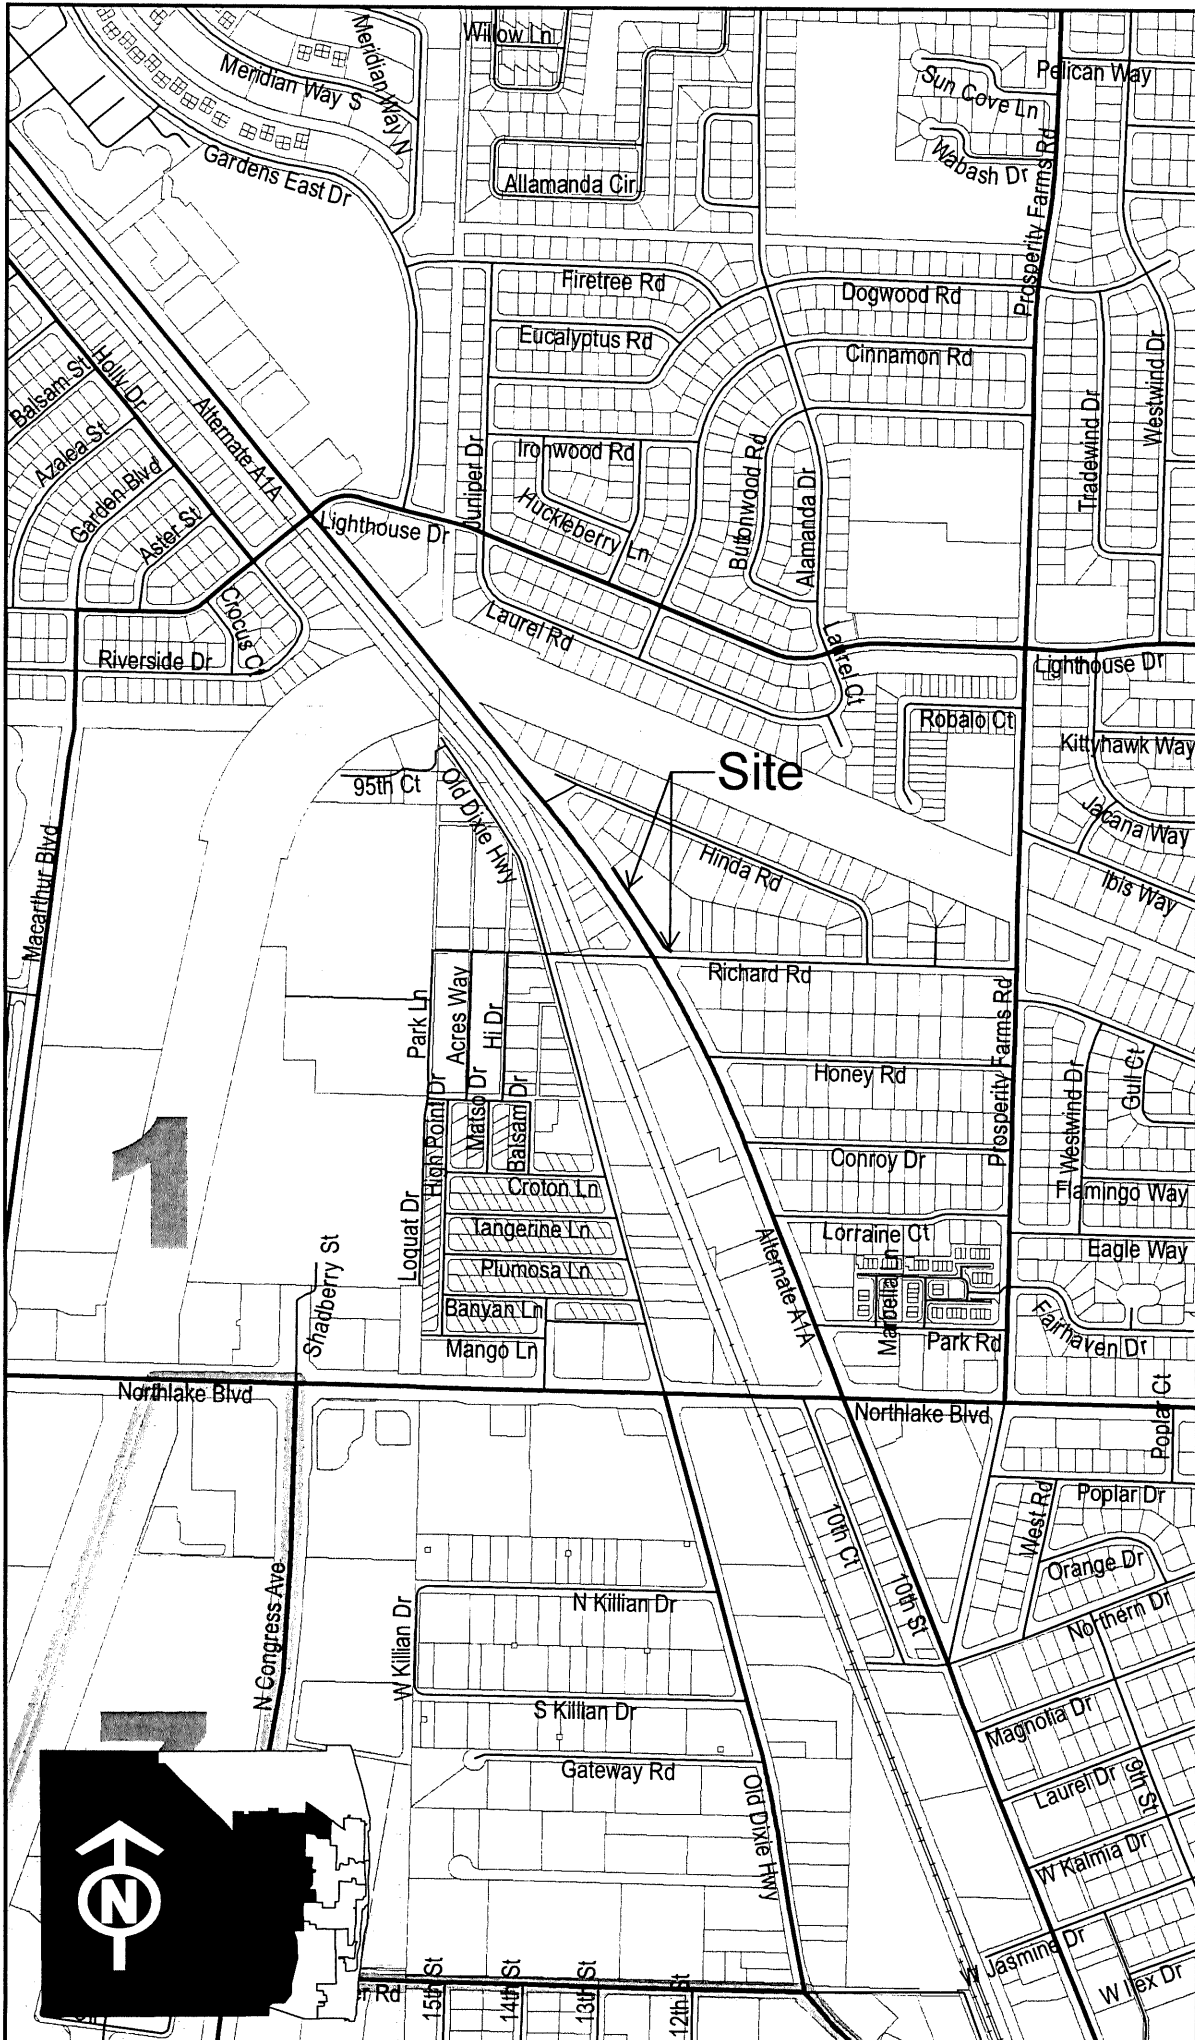 Willow Ln
Meridian Way N
Meridian Way S
Pelican Way
Sun Cove Ln
Wabash Dr
Gardens East Dr
Allamanda Cir
Prosperity Farms Rd
Firetree Rd
Dogwood Rd
Eucalyptus Rd
Cinnamon Rd
Westwind Dr
Holly Dr
Balsam St
Alternate A1A
Tradewind Dr
Azalea St
Garden Blvd
Aster St
Juniper Dr
Ironwood Rd
Buttonwood Rd
Alamanda Dr
Huckleberry Ln
Lighthouse Dr
Crocus Ct
Laurel Rd
Laurel Ct
Riverside Dr
Lighthouse Dr
Robalo Ct
Kittyhawk Way
Site
95th Ct
Old Dixie Hwy
Jacana Way
Hinda Rd
Ibis Way
Macarthur Blvd
Richard Rd
Park Ln
Acres Way
Hi Dr
Prosperity Farms Rd
Honey Rd
Gull Ct
Westwind Dr
High Point Dr
Matso Dr
Balsam Dr
Conroy Dr
1
Croton Ln
Flamingo Way
Loquat Dr
Tangerine Ln
Lorraine Ct
Eagle Way
Shadberry St
Plumosa Ln
Alternate A1A
Banyan Ln
Fairhaven Dr
Mango Ln
Park Rd
Northlake Blvd
Northlake Blvd
Poplar Ct
Poplar Dr
West Rd
10th Ct
Orange Dr
N Congress Ave
W Killian Dr
N Killian Dr
10th St
Northern Dr
S Killian Dr
Magnolia Dr
Gateway Rd
Laurel Dr
9th St
Old Dixie Hwy
W Kalmia Dr
N
W Jasmine Dr
W Ilex Dr
er Rd
15th St
14th St
13th St
12th St